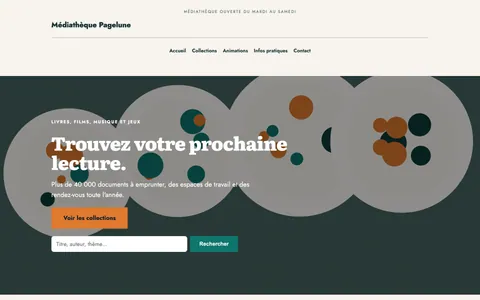 MÉDIATHÈQUE OUVERTE DU MARDI AU SAMEDI
Médiathèque Pagelune
Accueil Collections Animations Infos pratiques Contact
LIVRES, FILMS, MUSIQUE ET JEUX
Trouvez votre prochaine
lecture.
Plus de 40 000 documents à emprunter, des espaces de travail et des
rendez-vous toute l'année.
Voir les collections
Titre, auteur, thème...
Rechercher